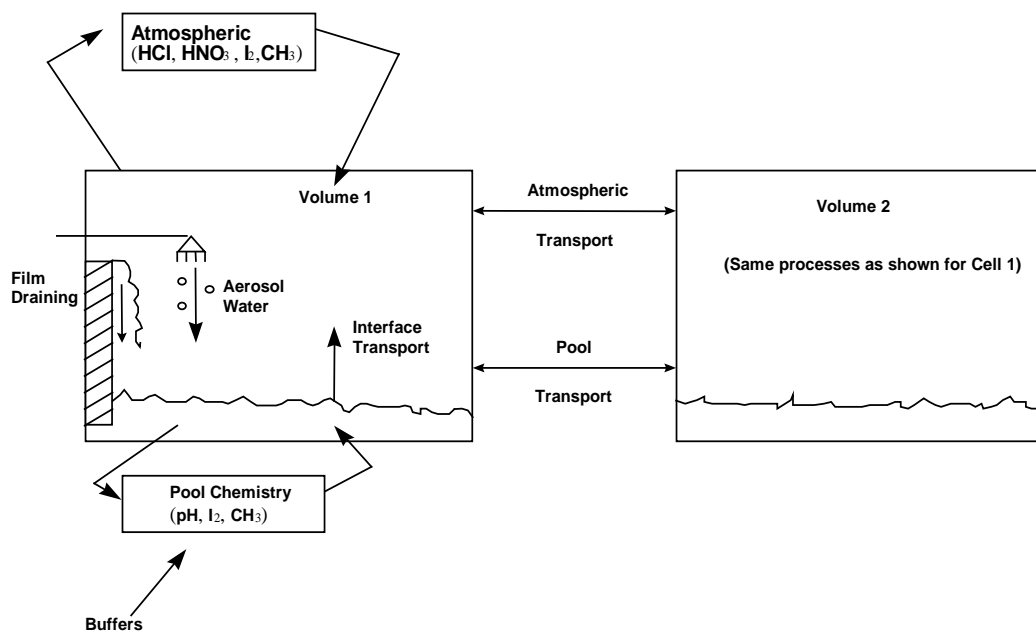 Atmospheric
(HCl, HNO₃ , I₂,CH₃)
Volume 1
Atmospheric
Transport
Volume 2
(Same processes as shown for Cell 1)
Film
Draining
Aerosol
Water
Interface
Transport
Pool
Transport
Pool Chemistry
(pH, I₂, CH₃)
Buffers